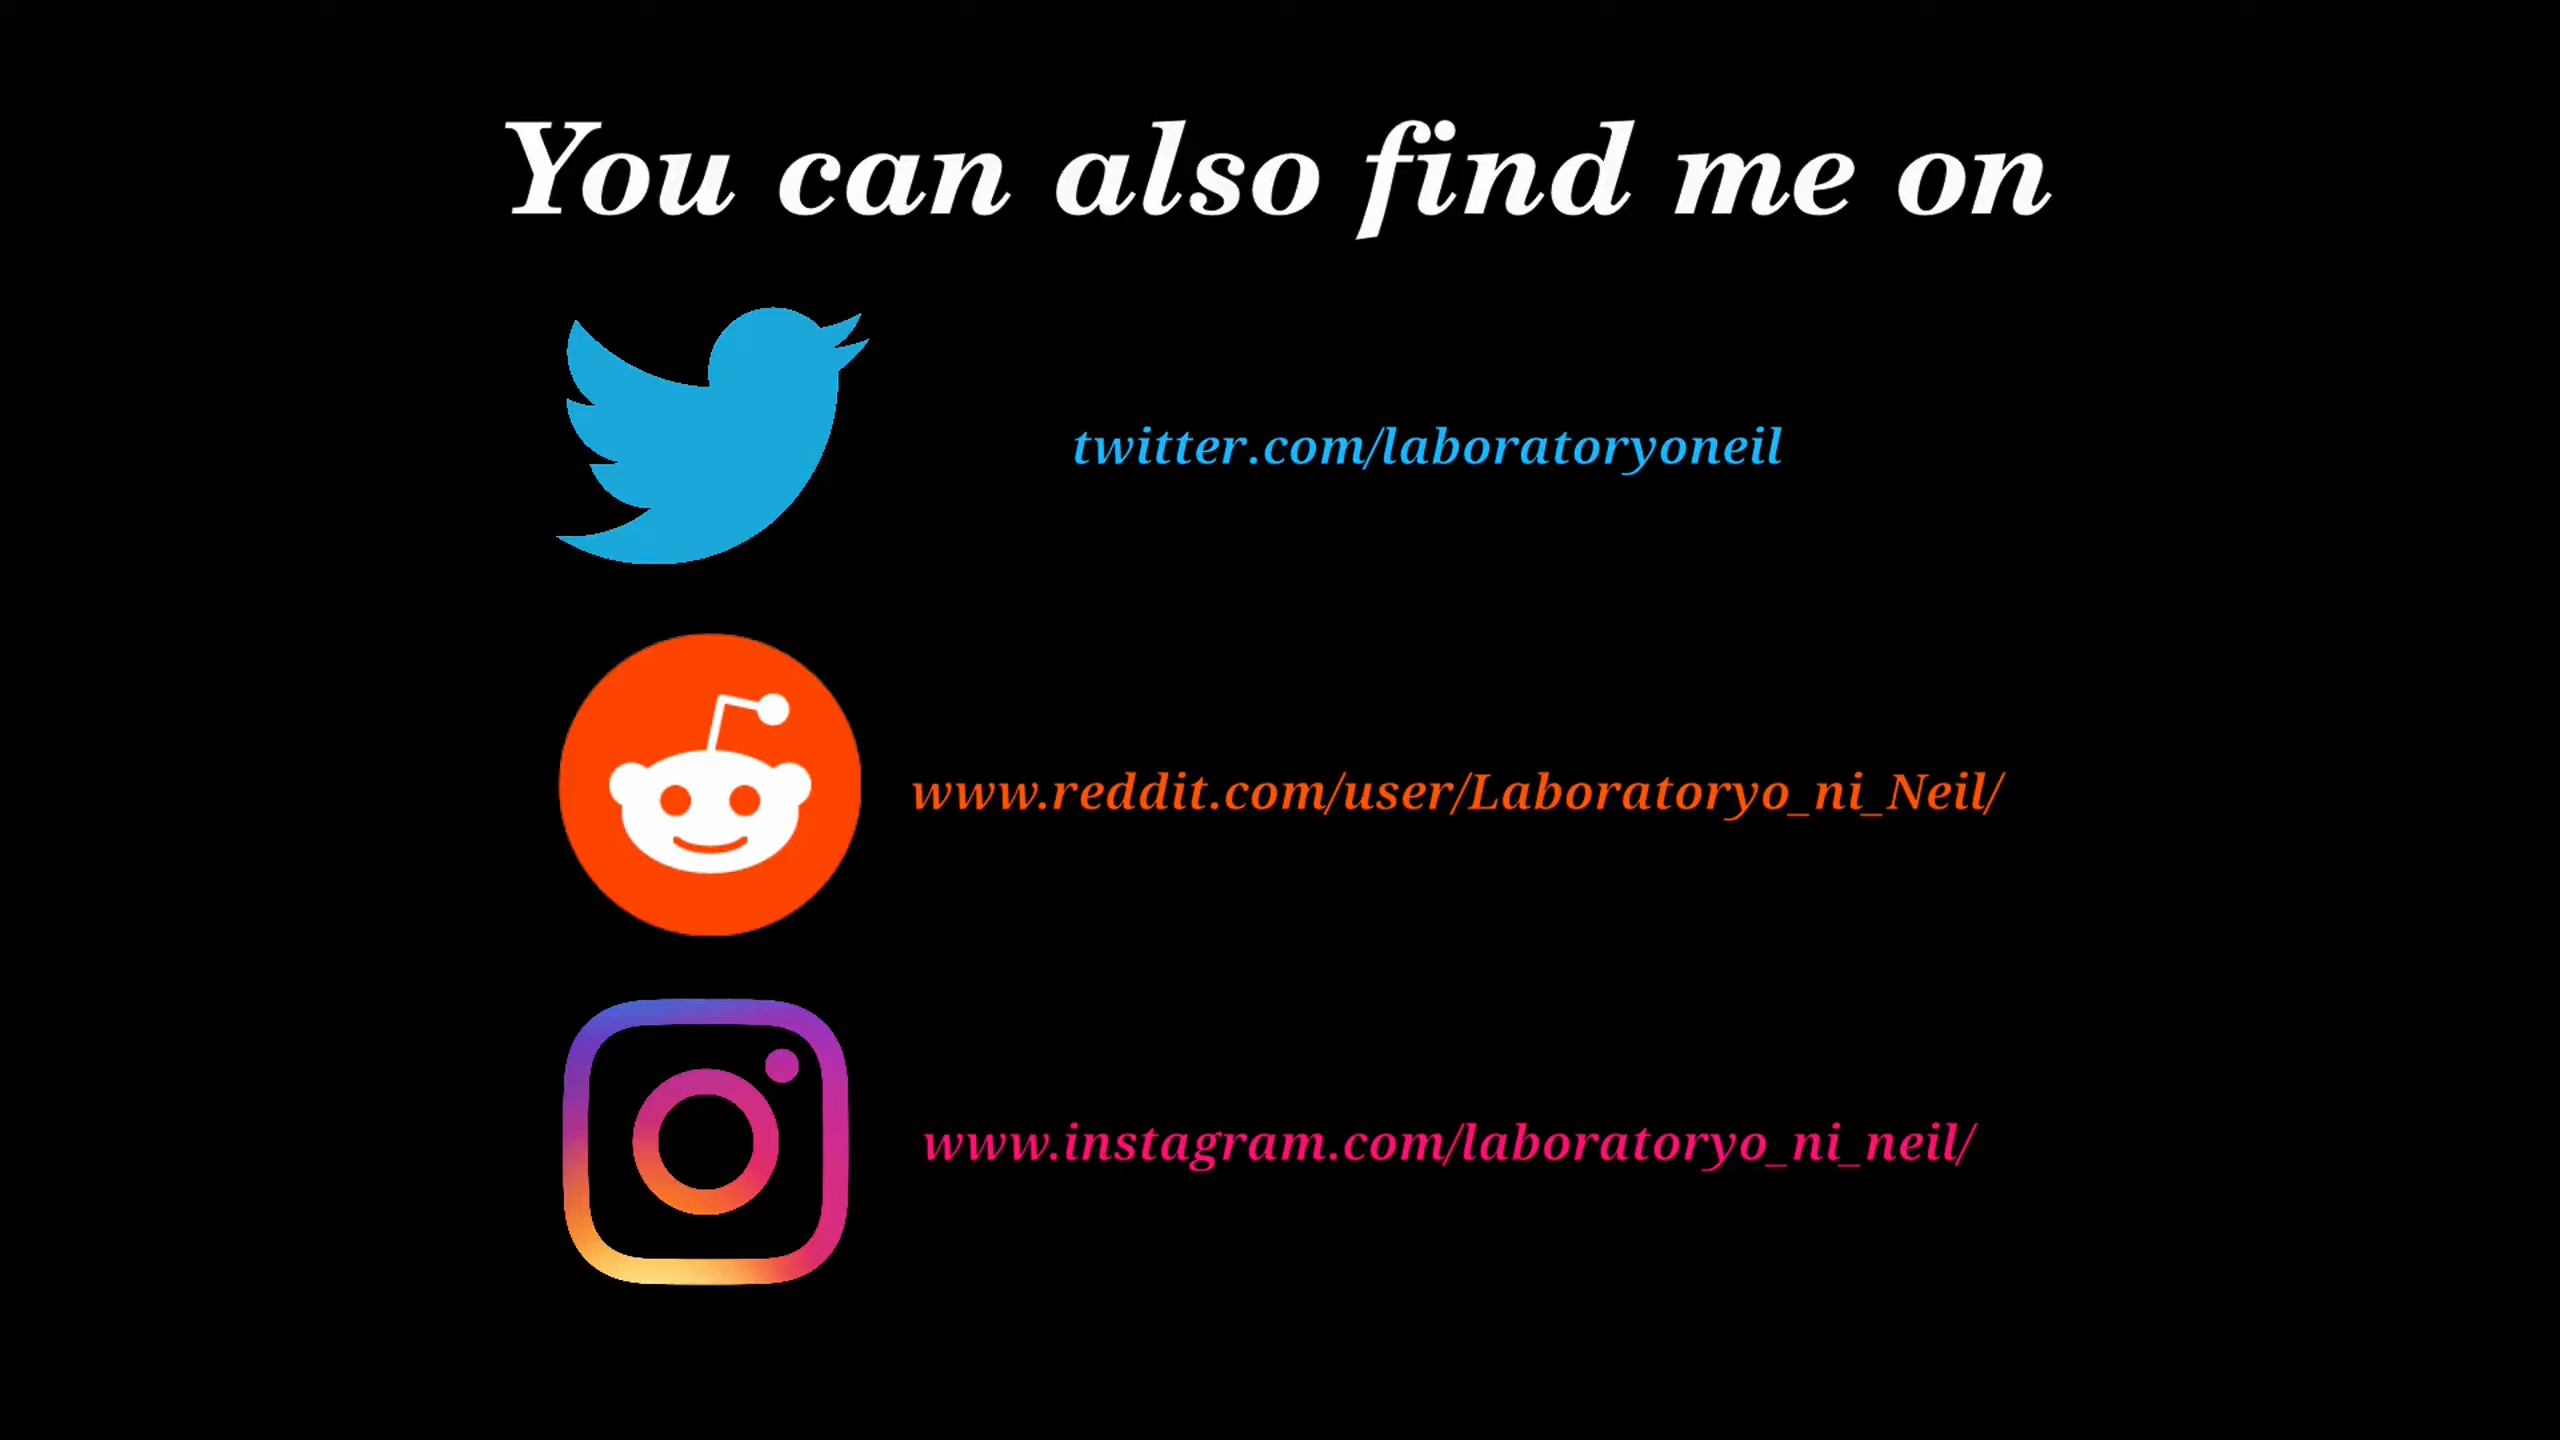 You can also find me on
twitter.com/laboratoryoneil
www.reddit.com/user/Laboratoryo_ni_Neil/
www.instagram.com/laboratoryo_ni_neil/